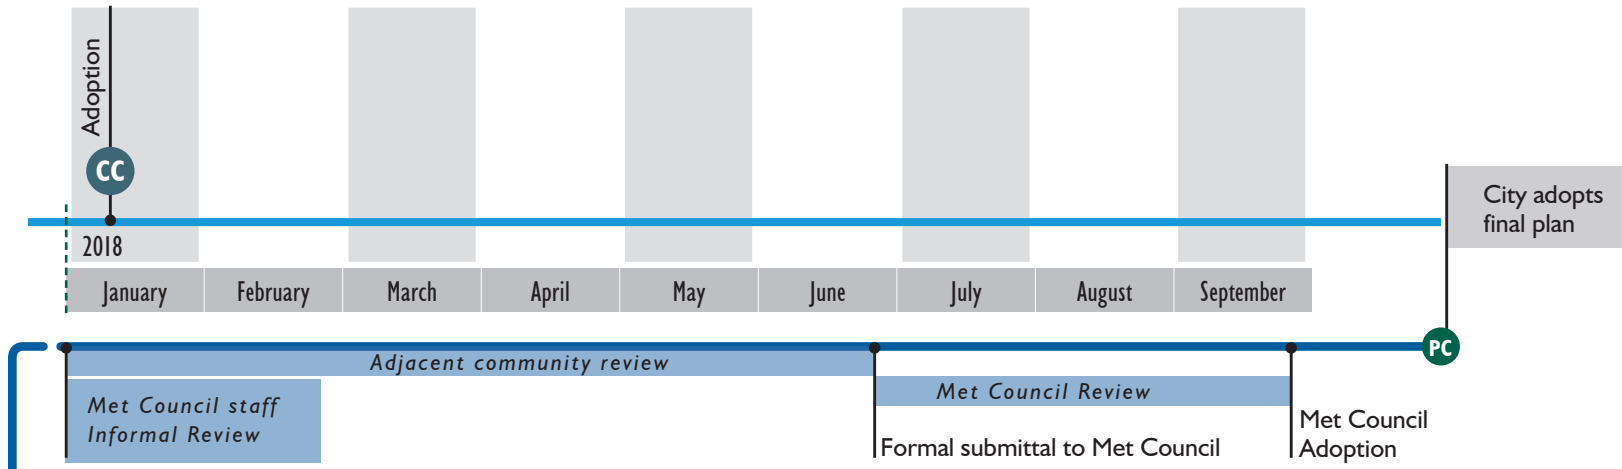 Adoption
CC
City adopts
final plan
2018
January February March April May June July August September
PC
Adjacent community review
Met Council staff
Informal Review
Met Council Review
Formal submittal to Met Council
Met Council
Adoption